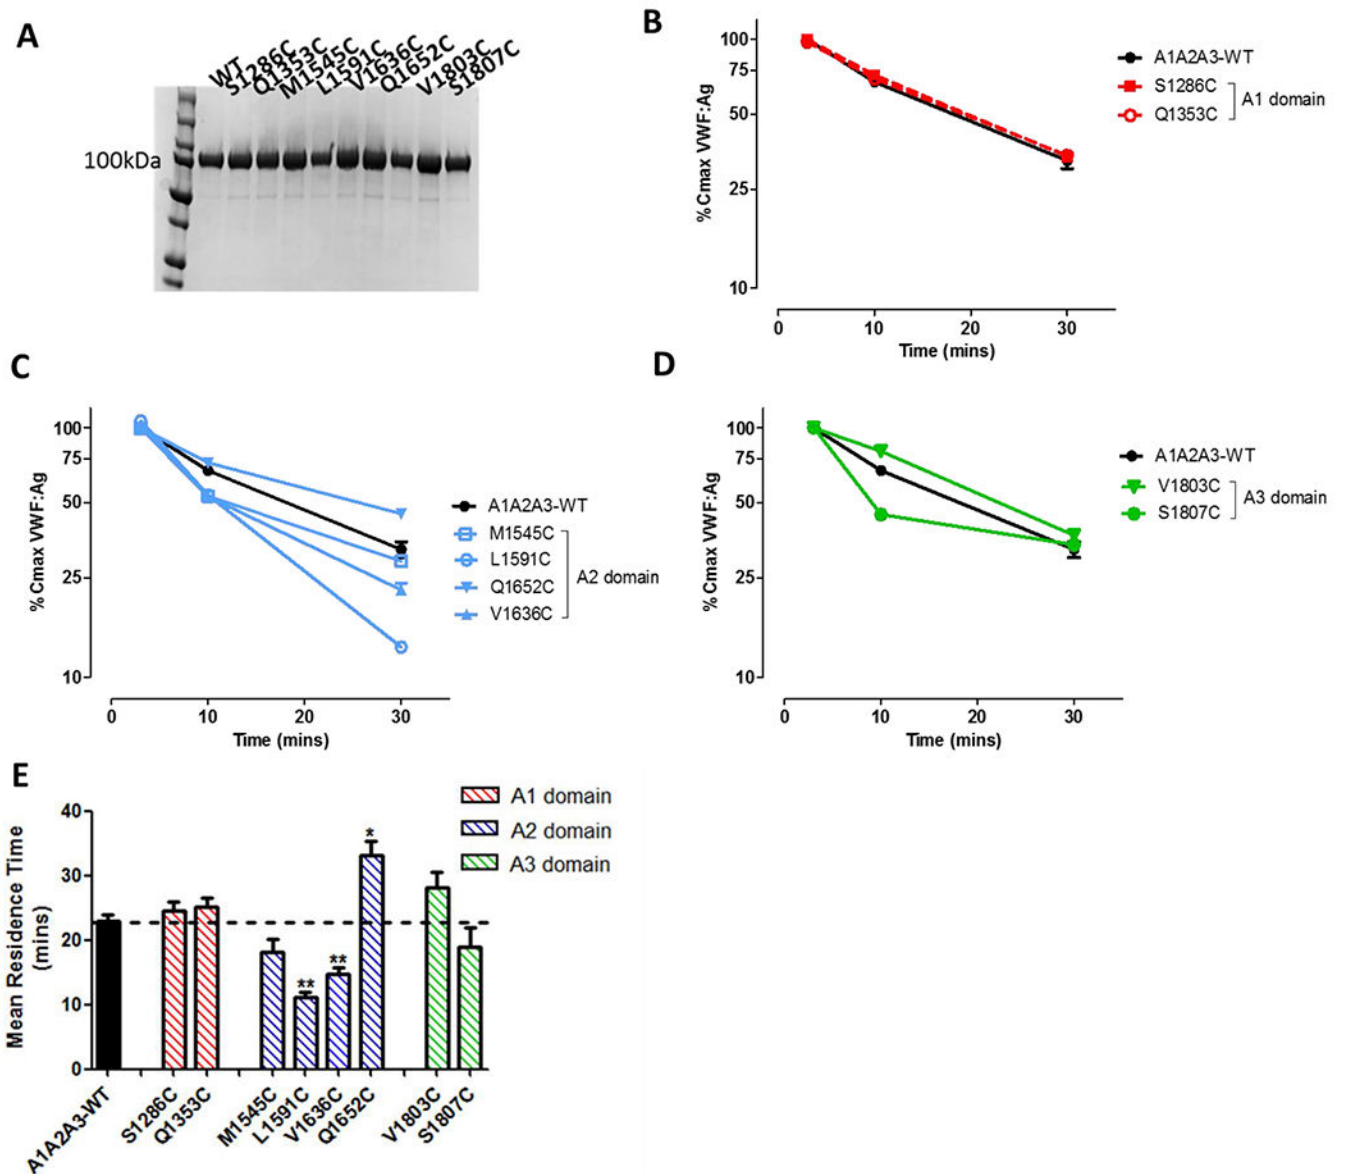 A
WT
S1286C
Q1353C
M1545C
L1591C
V1636C
Q1652C
V1803C
S1807C
100kDa
B
100
75
50
25
10
%Cmax VWF:Ag
0 10 20 30
Time (mins)
A1A2A3-WT
S1286C
Q1353C
A1 domain
C
100
75
50
25
10
%Cmax VWF:Ag
0 10 20 30
Time (mins)
A1A2A3-WT
M1545C
L1591C
Q1652C
V1636C
A2 domain
D
100
75
50
25
10
%Cmax VWF:Ag
0 10 20 30
Time (mins)
A1A2A3-WT
V1803C
S1807C
A3 domain
E
40
30
20
10
0
Mean Residence Time
(mins)
** ** *
A1 domain
A2 domain
A3 domain
A1A2A3-WT
S1286C
Q1353C
M1545C
L1591C
V1636C
Q1652C
V1803C
S1807C